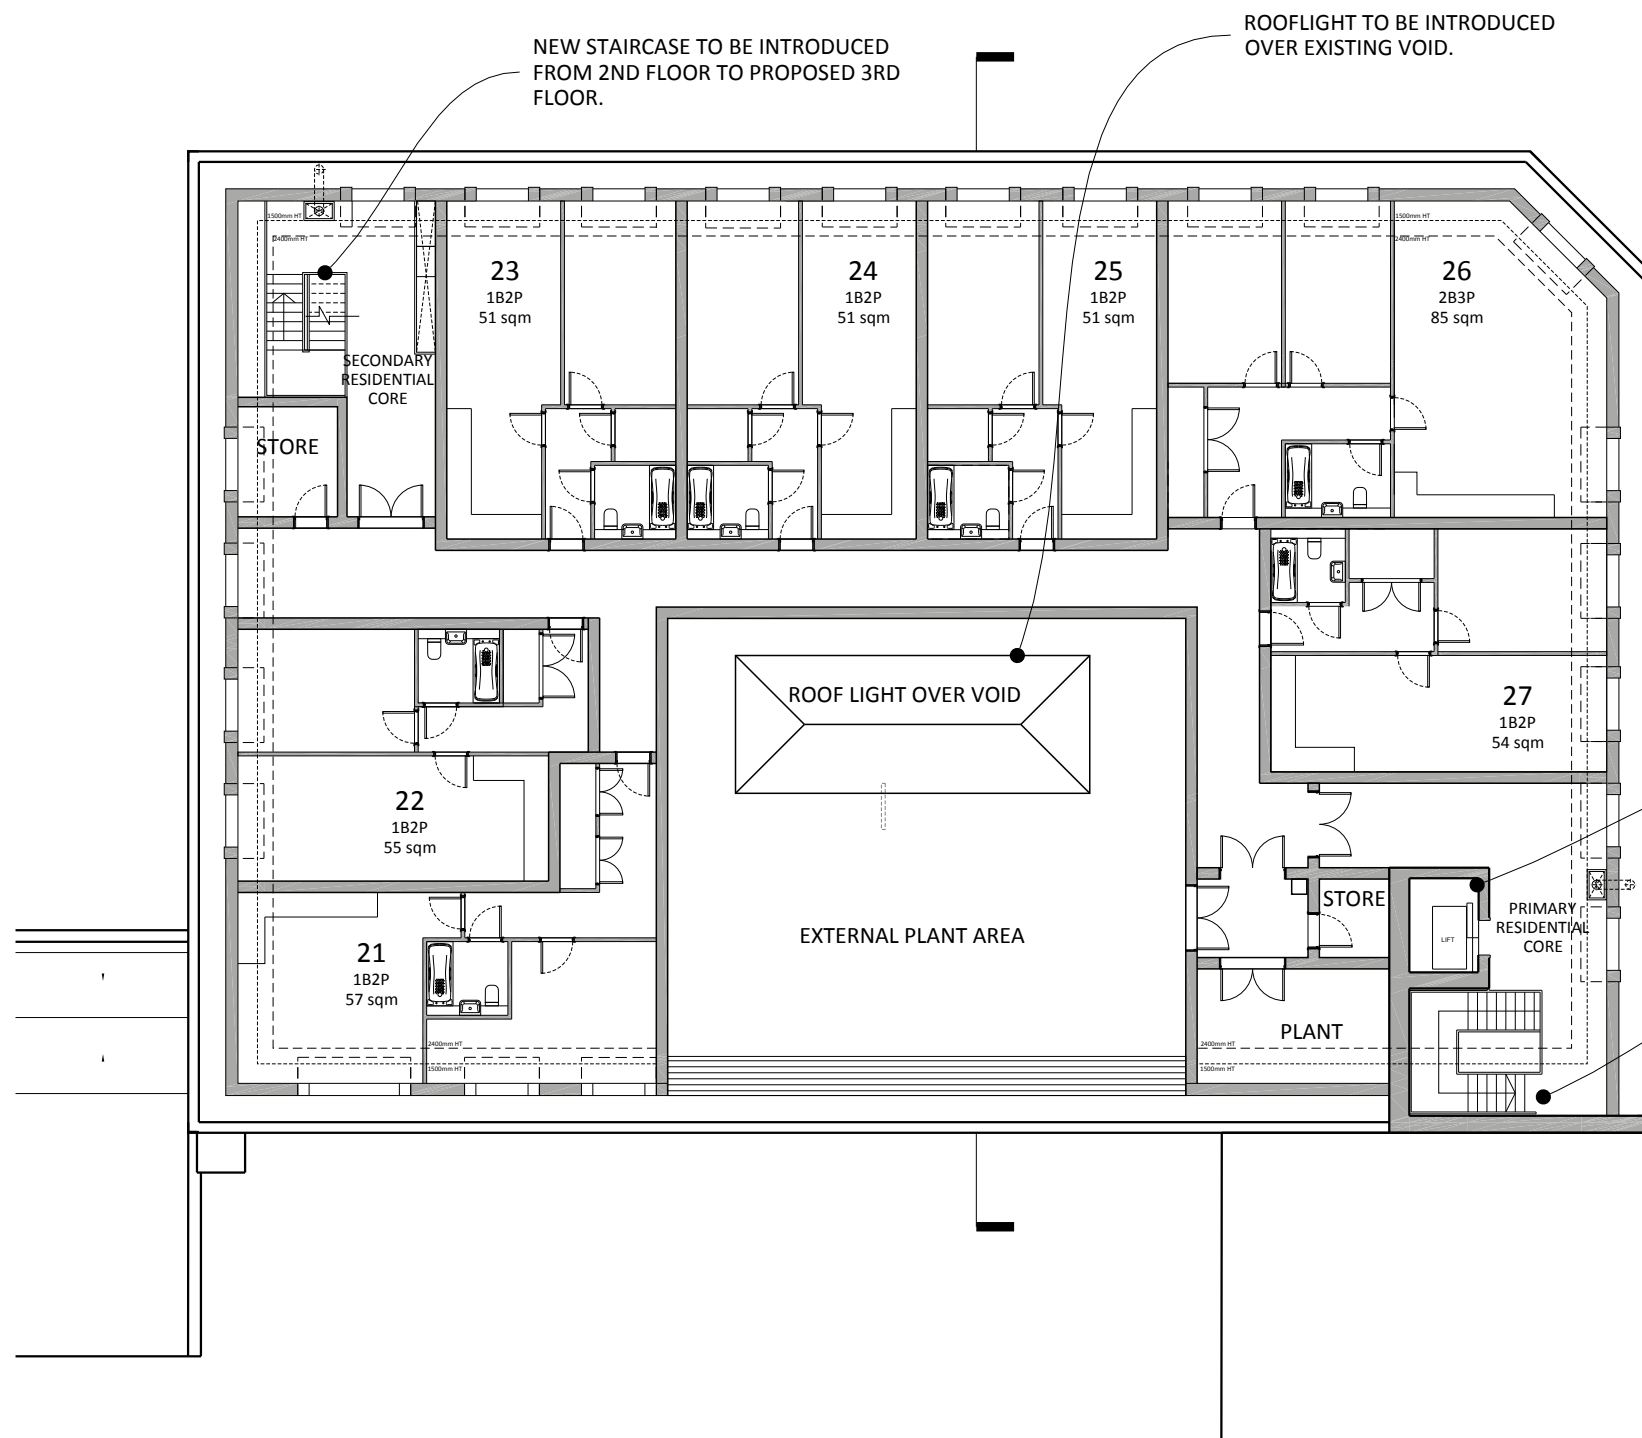 ROOFLIGHT TO BE INTRODUCED
OVER EXISTING VOID.
NEW STAIRCASE TO BE INTRODUCED
FROM 2ND FLOOR TO PROPOSED 3RD
FLOOR.
1500mm HT
2400mm HT
1500mm HT
2400mm HT
23
1B2P
51 sqm
24
1B2P
51 sqm
25
1B2P
51 sqm
26
2B3P
85 sqm
SECONDARY
RESIDENTIAL
CORE
STORE
ROOF LIGHT OVER VOID
27
1B2P
54 sqm
22
1B2P
55 sqm
STORE
PRIMARY
RESIDENTIAL
CORE
LIFT
EXTERNAL PLANT AREA
21
1B2P
57 sqm
PLANT
2400mm HT
1500mm HT
2400mm HT
1500mm HT